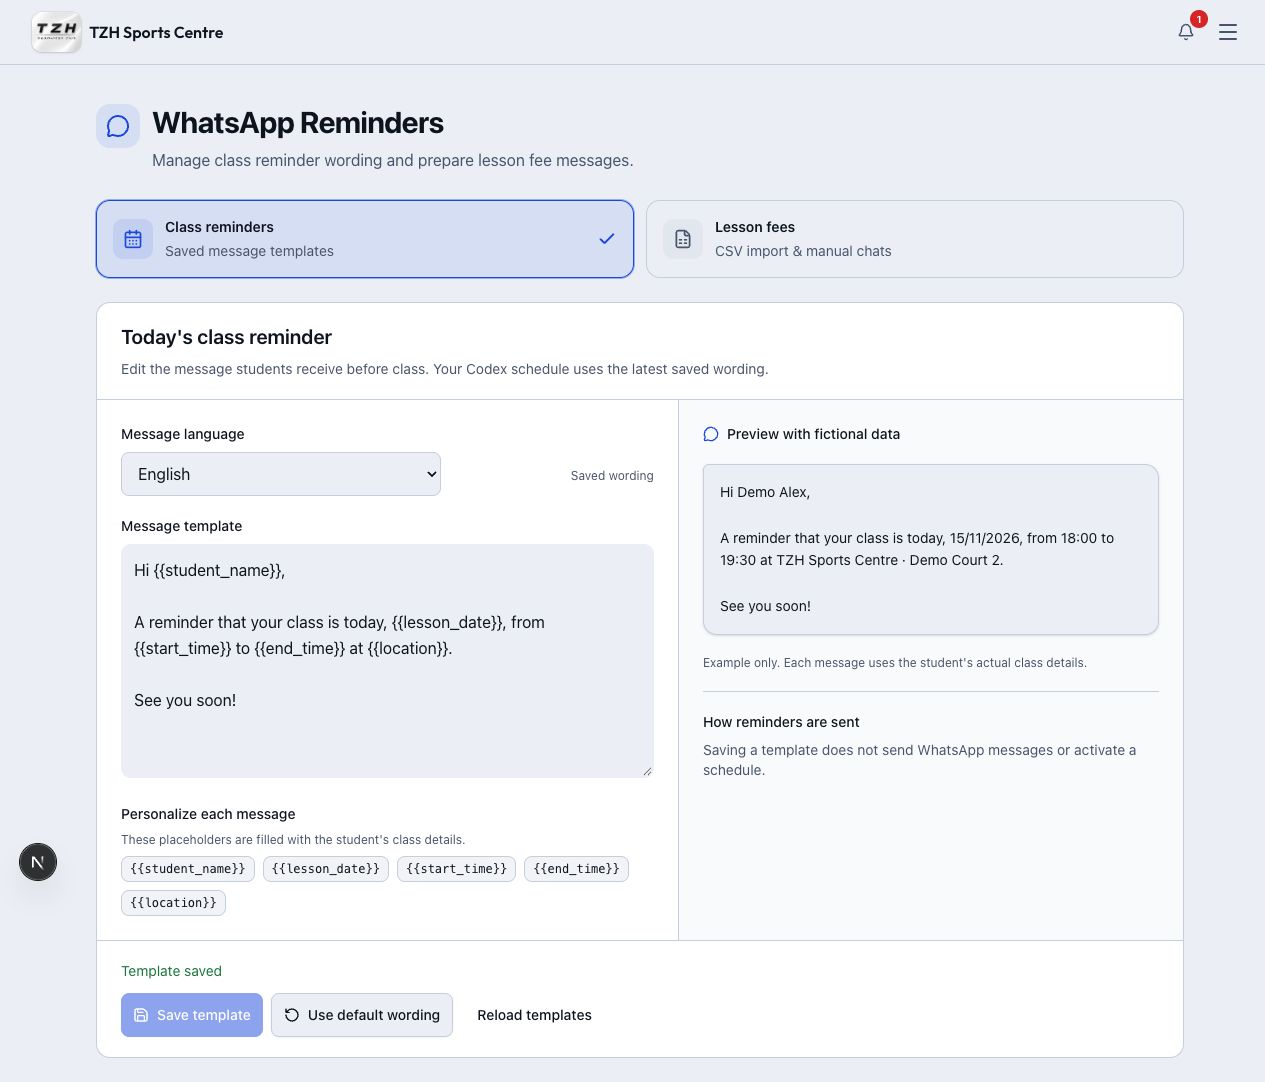 TZH
TZH Sports Centre
1
WhatsApp Reminders
Manage class reminder wording and prepare lesson fee messages.
Class reminders
Saved message templates
Lesson fees
CSV import & manual chats
Today's class reminder
Edit the message students receive before class. Your Codex schedule uses the latest saved wording.
Message language
English
Saved wording
Message template
Hi {{student_name}},
A reminder that your class is today, {{lesson_date}}, from
{{start_time}} to {{end_time}} at {{location}}.
See you soon!
Personalize each message
These placeholders are filled with the student's class details.
{{student_name}} {{lesson_date}} {{start_time}} {{end_time}}
{{location}}
Preview with fictional data
Hi Demo Alex,
A reminder that your class is today, 15/11/2026, from 18:00 to
19:30 at TZH Sports Centre · Demo Court 2.
See you soon!
Example only. Each message uses the student's actual class details.
How reminders are sent
Saving a template does not send WhatsApp messages or activate a
schedule.
N
Template saved
Save template
Use default wording
Reload templates